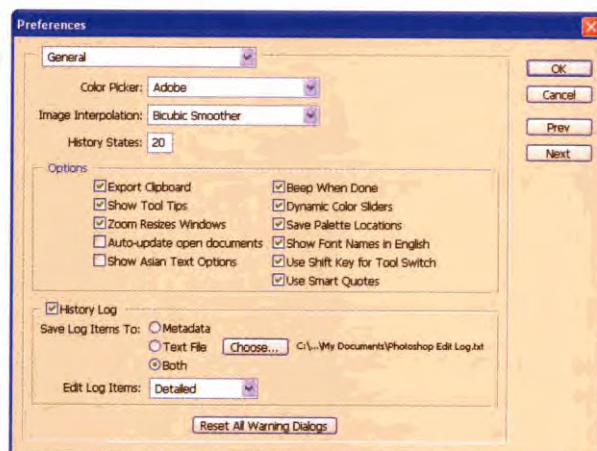 Preferences
General
OK
Color Picker: Adobe
Cancel
Image Interpolation: Bicubic Smoother
Prev
History States: 20
Next
Options
Export Clipboard
Beep When Done
Show Tool Tips
Dynamic Color Sliders
Zoom Resizes Windows
Save Palette Locations
Auto-update open documents
Show Font Names in English
Show Asian Text Options
Use Shift Key for Tool Switch
Use Smart Quotes
History Log
Save Log Items To: Metadata
Text File Choose... C:\...\My Documents\Photoshop Edit Log.txt
Both
Edit Log Items: Detailed
Reset All Warning Dialogs